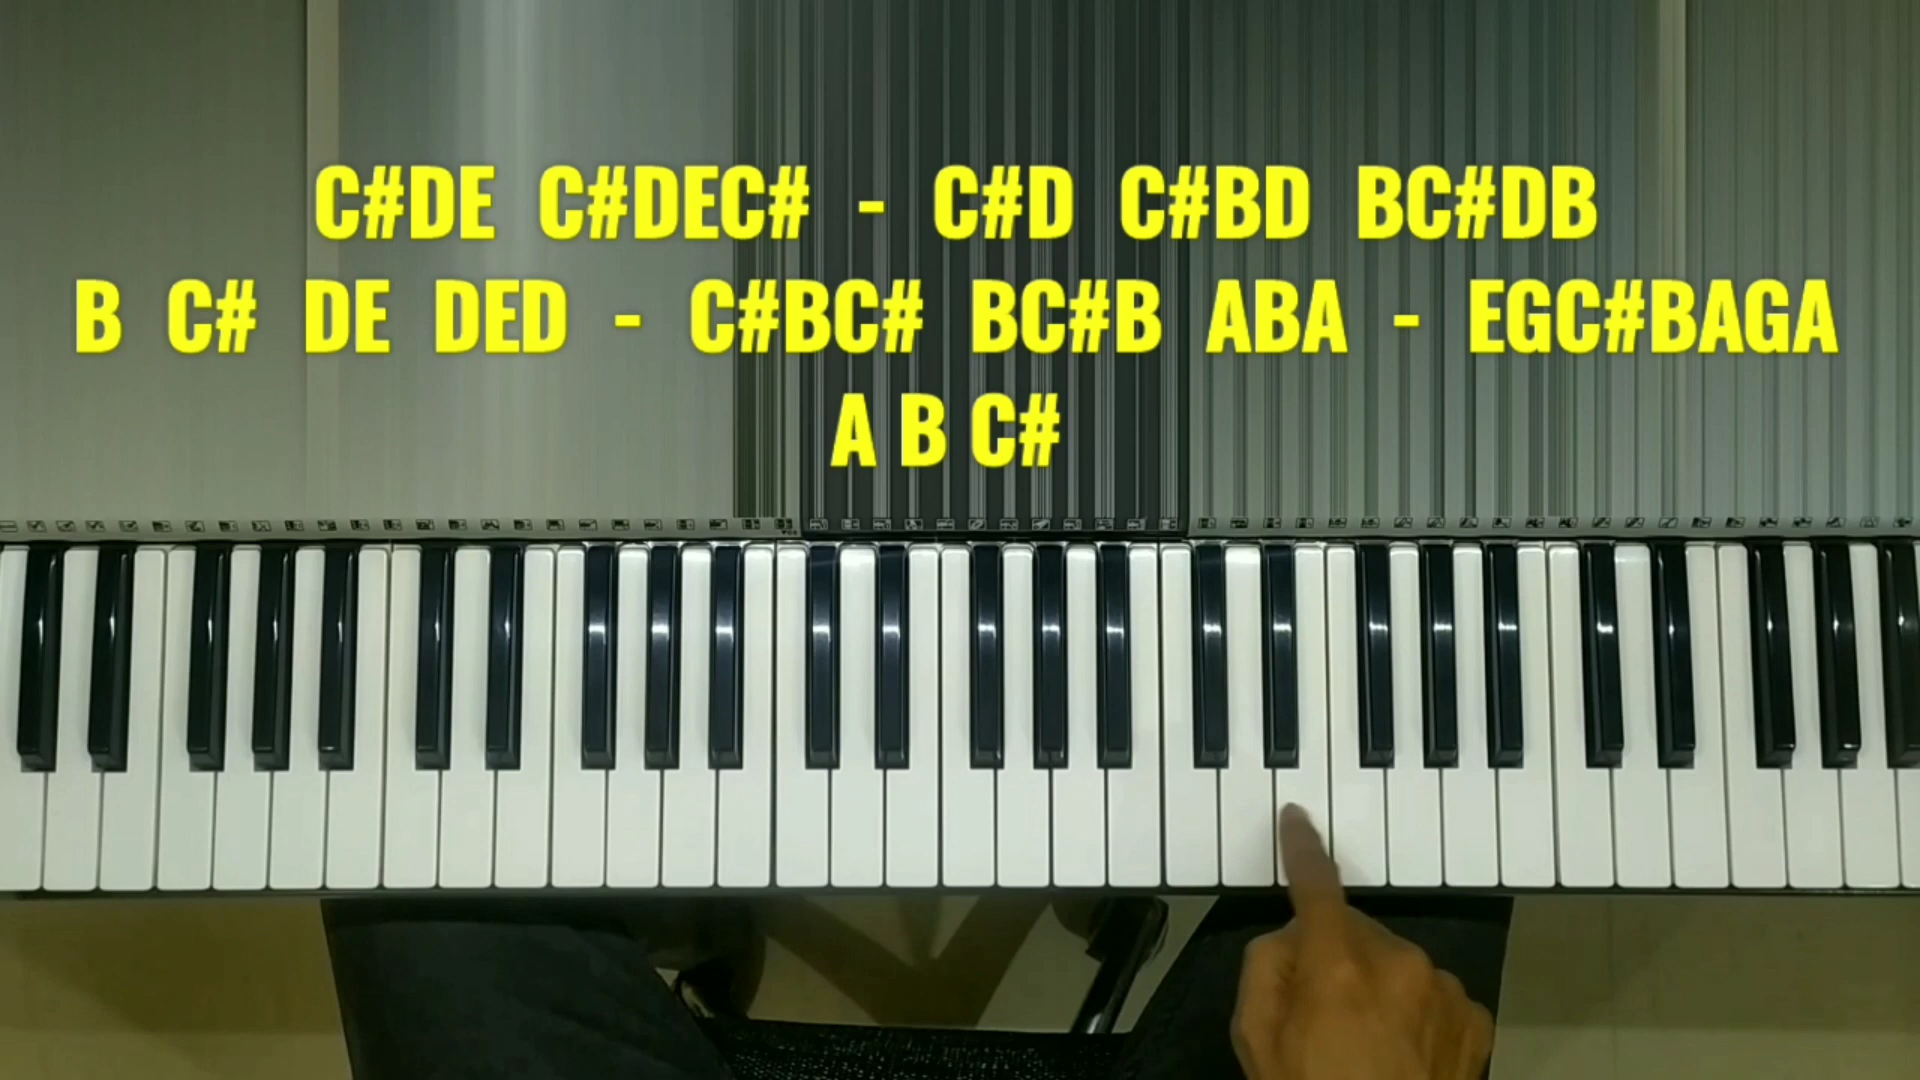 C#DE C#DEC# - C#D C#BD BC#DB
B C# DE DED - C#BC# BC#B ABA - EGC#BAGA
A B C#